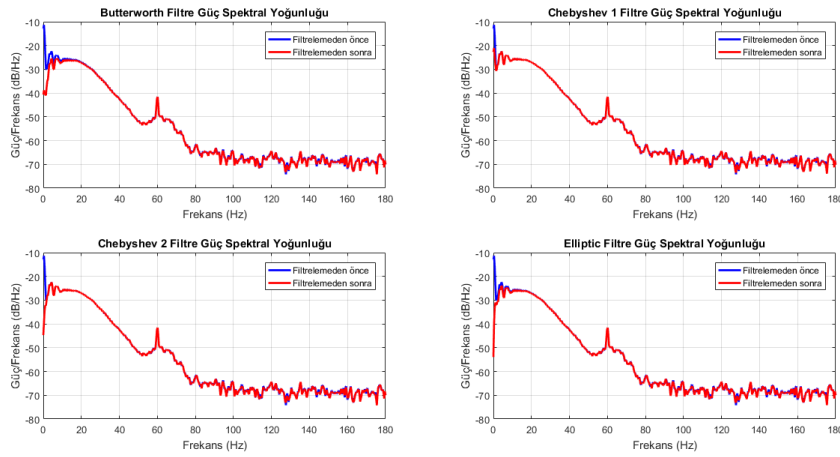 Butterworth Filtre Güç Spektral Yoğunluğu
Güç/Frekans (dB/Hz)
-10
-20
-30
-40
-50
-60
-70
-80
0 20 40 60 80 100 120 140 160 180
Frekans (Hz)
Filtrelemeden önce
Filtrelemeden sonra
Chebyshev 1 Filtre Güç Spektral Yoğunluğu
Güç/Frekans (dB/Hz)
-10
-20
-30
-40
-50
-60
-70
-80
0 20 40 60 80 100 120 140 160 180
Frekans (Hz)
Filtrelemeden önce
Filtrelemeden sonra
Chebyshev 2 Filtre Güç Spektral Yoğunluğu
Güç/Frekans (dB/Hz)
-10
-20
-30
-40
-50
-60
-70
-80
0 20 40 60 80 100 120 140 160 180
Frekans (Hz)
Filtrelemeden önce
Filtrelemeden sonra
Elliptic Filtre Güç Spektral Yoğunluğu
Güç/Frekans (dB/Hz)
-10
-20
-30
-40
-50
-60
-70
-80
0 20 40 60 80 100 120 140 160 180
Frekans (Hz)
Filtrelemeden önce
Filtrelemeden sonra